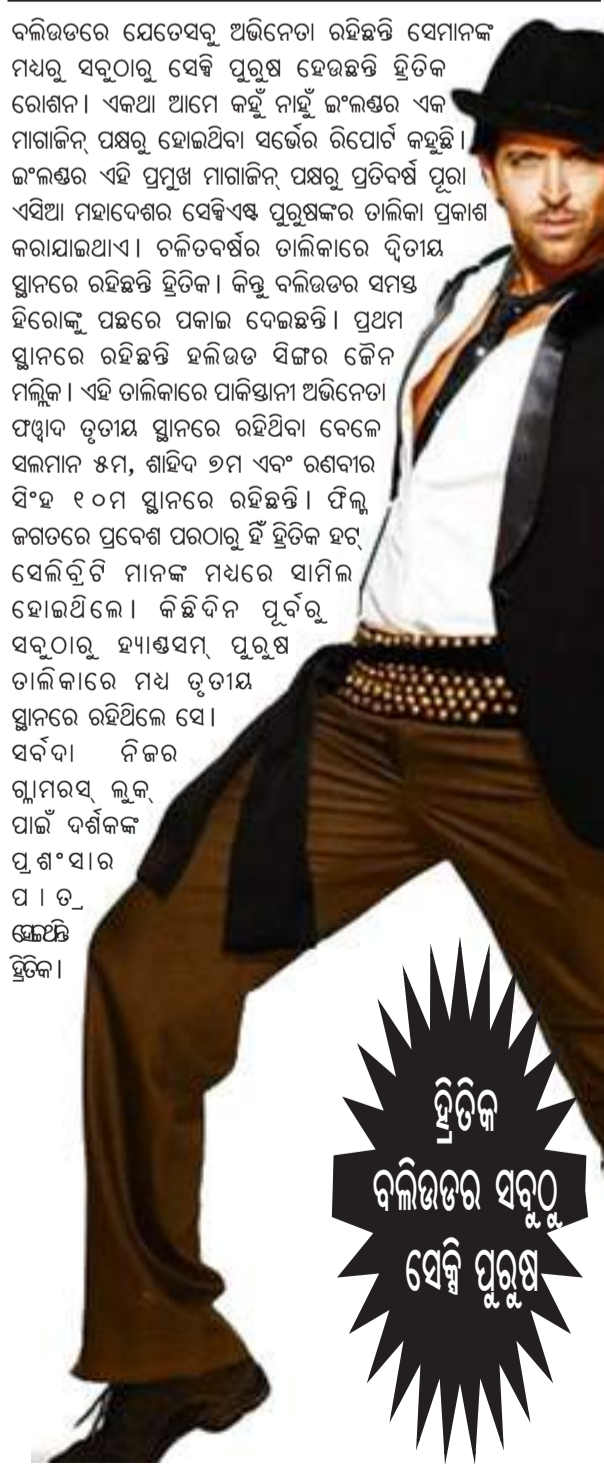 ବଲିଉଡରେ ଯେତେସବୁ ଅଭିନେତା ରହିଛନ୍ତି ସେମାନଙ୍କ
ମଧ୍ୟରୁ ସବୁଠାରୁ ସେକ୍ସି ପୁରୁଷ ହେଉଛନ୍ତି ହ୍ରିତିକ
ରୋଶନ। ଏକଥା ଆମେ କହୁଁ ନାହୁଁ ଇଂଲଣ୍ଡର ଏକ
ମାଗାଜିନ୍ ପକ୍ଷରୁ ହୋଇଥିବା ସର୍ଭେର ରିପୋର୍ଟ କହୁଛି।
ଇଂଲଣ୍ଡର ଏହି ପ୍ରମୁଖ ମାଗାଜିନ୍ ପକ୍ଷରୁ ପ୍ରତିବର୍ଷ ପୂରା
ଏସିଆ ମହାଦେଶର ସେକ୍ସିଏଷ୍ଟ ପୁରୁଷଙ୍କର ତାଲିକା ପ୍ରକାଶ
କରାଯାଇଥାଏ। ଚଳିତବର୍ଷର ତାଲିକାରେ ଦ୍ୱିତୀୟ
ସ୍ଥାନରେ ରହିଛନ୍ତି ହ୍ରିତିକ। କିନ୍ତୁ ବଲିଉଡର ସମସ୍ତ
ହିରୋଙ୍କୁ ପଛରେ ପକାଇ ଦେଇଛନ୍ତି। ପ୍ରଥମ
ସ୍ଥାନରେ ରହିଛନ୍ତି ହଲିଉଡ ସିଙ୍ଗର ଜୈନ
ମଲ୍ଲିକ। ଏହି ତାଲିକାରେ ପାକିସ୍ତାନୀ ଅଭିନେତା
ଫୱାଦ ତୃତୀୟ ସ୍ଥାନରେ ରହିଥିବା ବେଳେ
ସଲମାନ ୫ମ, ଶାହିଦ ୭ମ ଏବଂ ରଣବୀର
ସିଂହ ୧୦ମ ସ୍ଥାନରେ ରହିଛନ୍ତି। ଫିଲ୍ମ
ଜଗତରେ ପ୍ରବେଶ ପରଠାରୁ ହିଁ ହ୍ରିତିକ ହଟ୍
ସେଲିବ୍ରିଟି ମାନଙ୍କ ମଧ୍ୟରେ ସାମିଲ
ହୋଇଥିଲେ। କିଛିଦିନ ପୂର୍ବରୁ
ସବୁଠାରୁ ହ୍ୟାଣ୍ଡସମ୍ ପୁରୁଷ
ତାଲିକାରେ ମଧ୍ୟ ତୃତୀୟ
ସ୍ଥାନରେ ରହିଥିଲେ ସେ।
ସର୍ବଦା ନିଜର
ଗ୍ଲାମରସ୍ ଲୁକ୍
ପାଇଁ ଦର୍ଶକଙ୍କ
ପ୍ରଶଂସାର
ପାତ୍ର
ହୋଇଥାନ୍ତି
ହ୍ରିତିକ।
ହ୍ରିତିକ
ବଲିଉଡର ସବୁଠୁ
ସେକ୍ସି ପୁରୁଷ